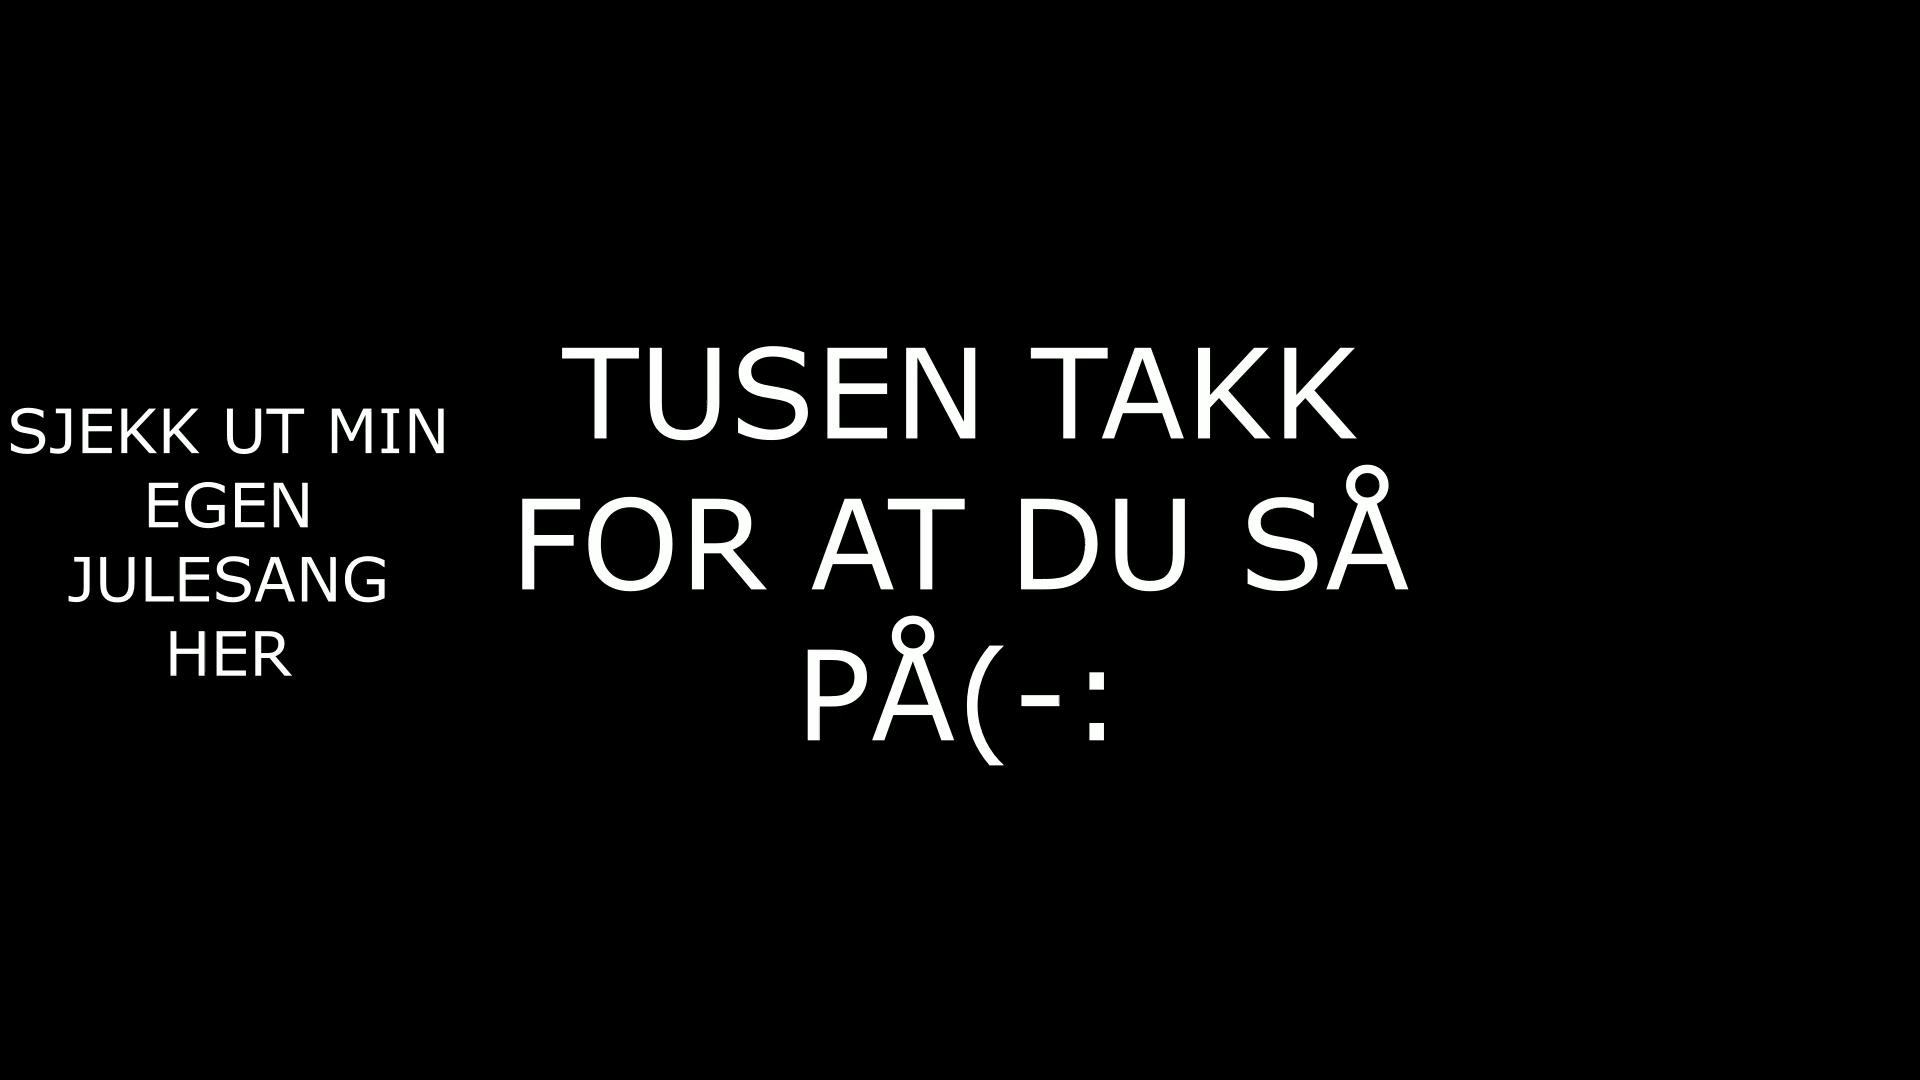 SJEKK UT MIN
EGEN
JULESANG
HER
TUSEN TAKK
FOR AT DU SÅ
PÅ(-: